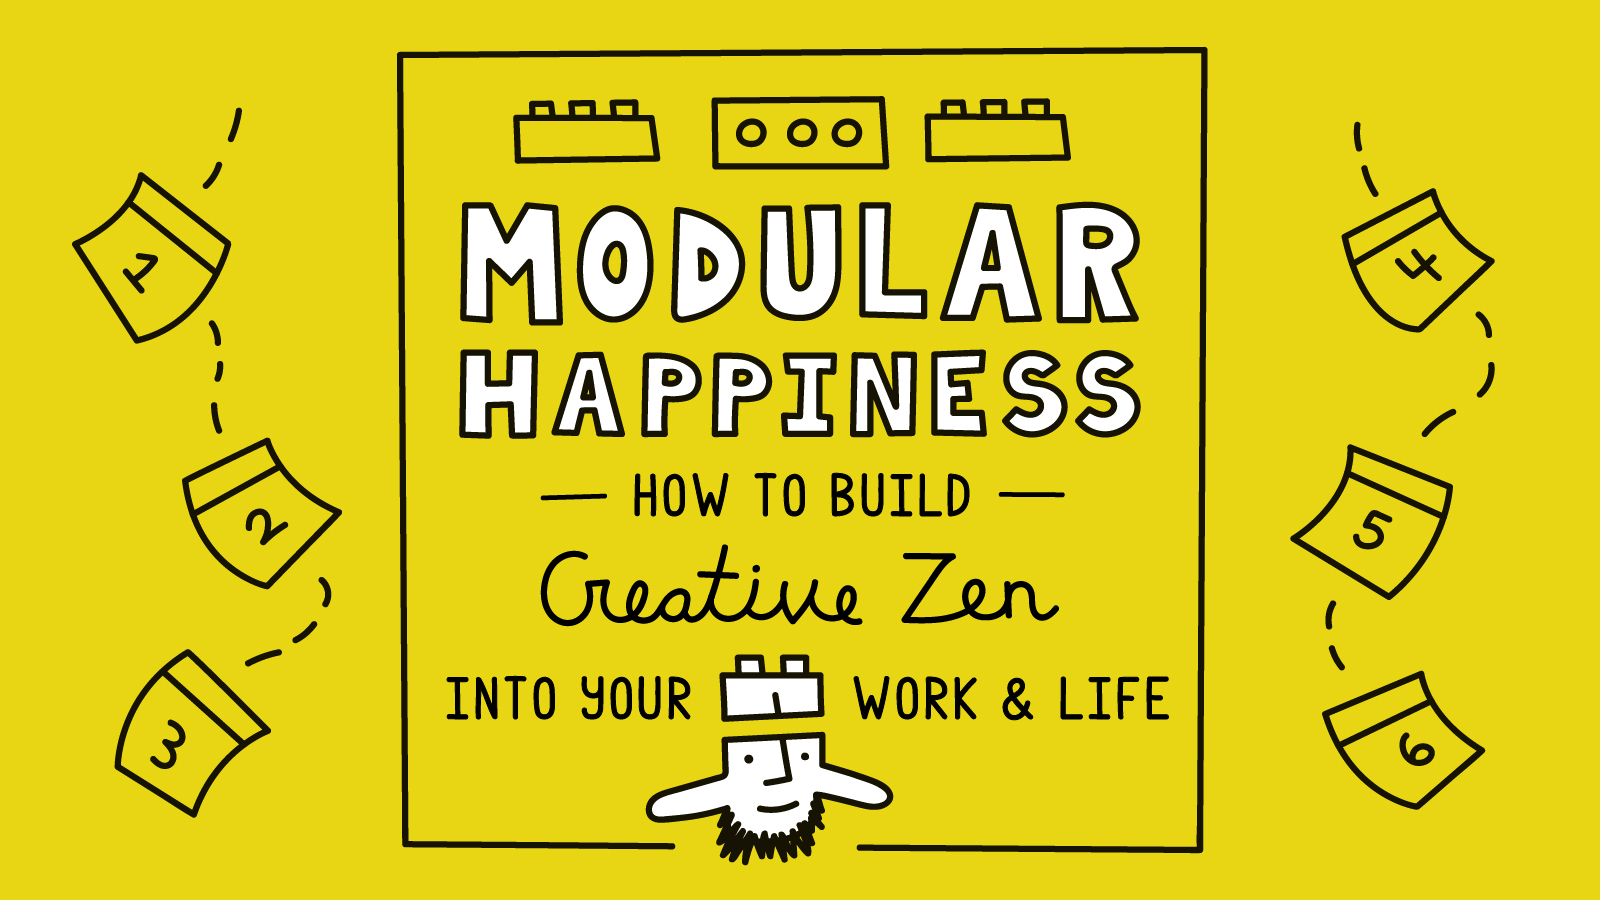 MODULAR
HAPPINESS
HOW TO BUILD
Creative Zen
INTO YOUR WORK & LIFE
1
2
3
4
5
6